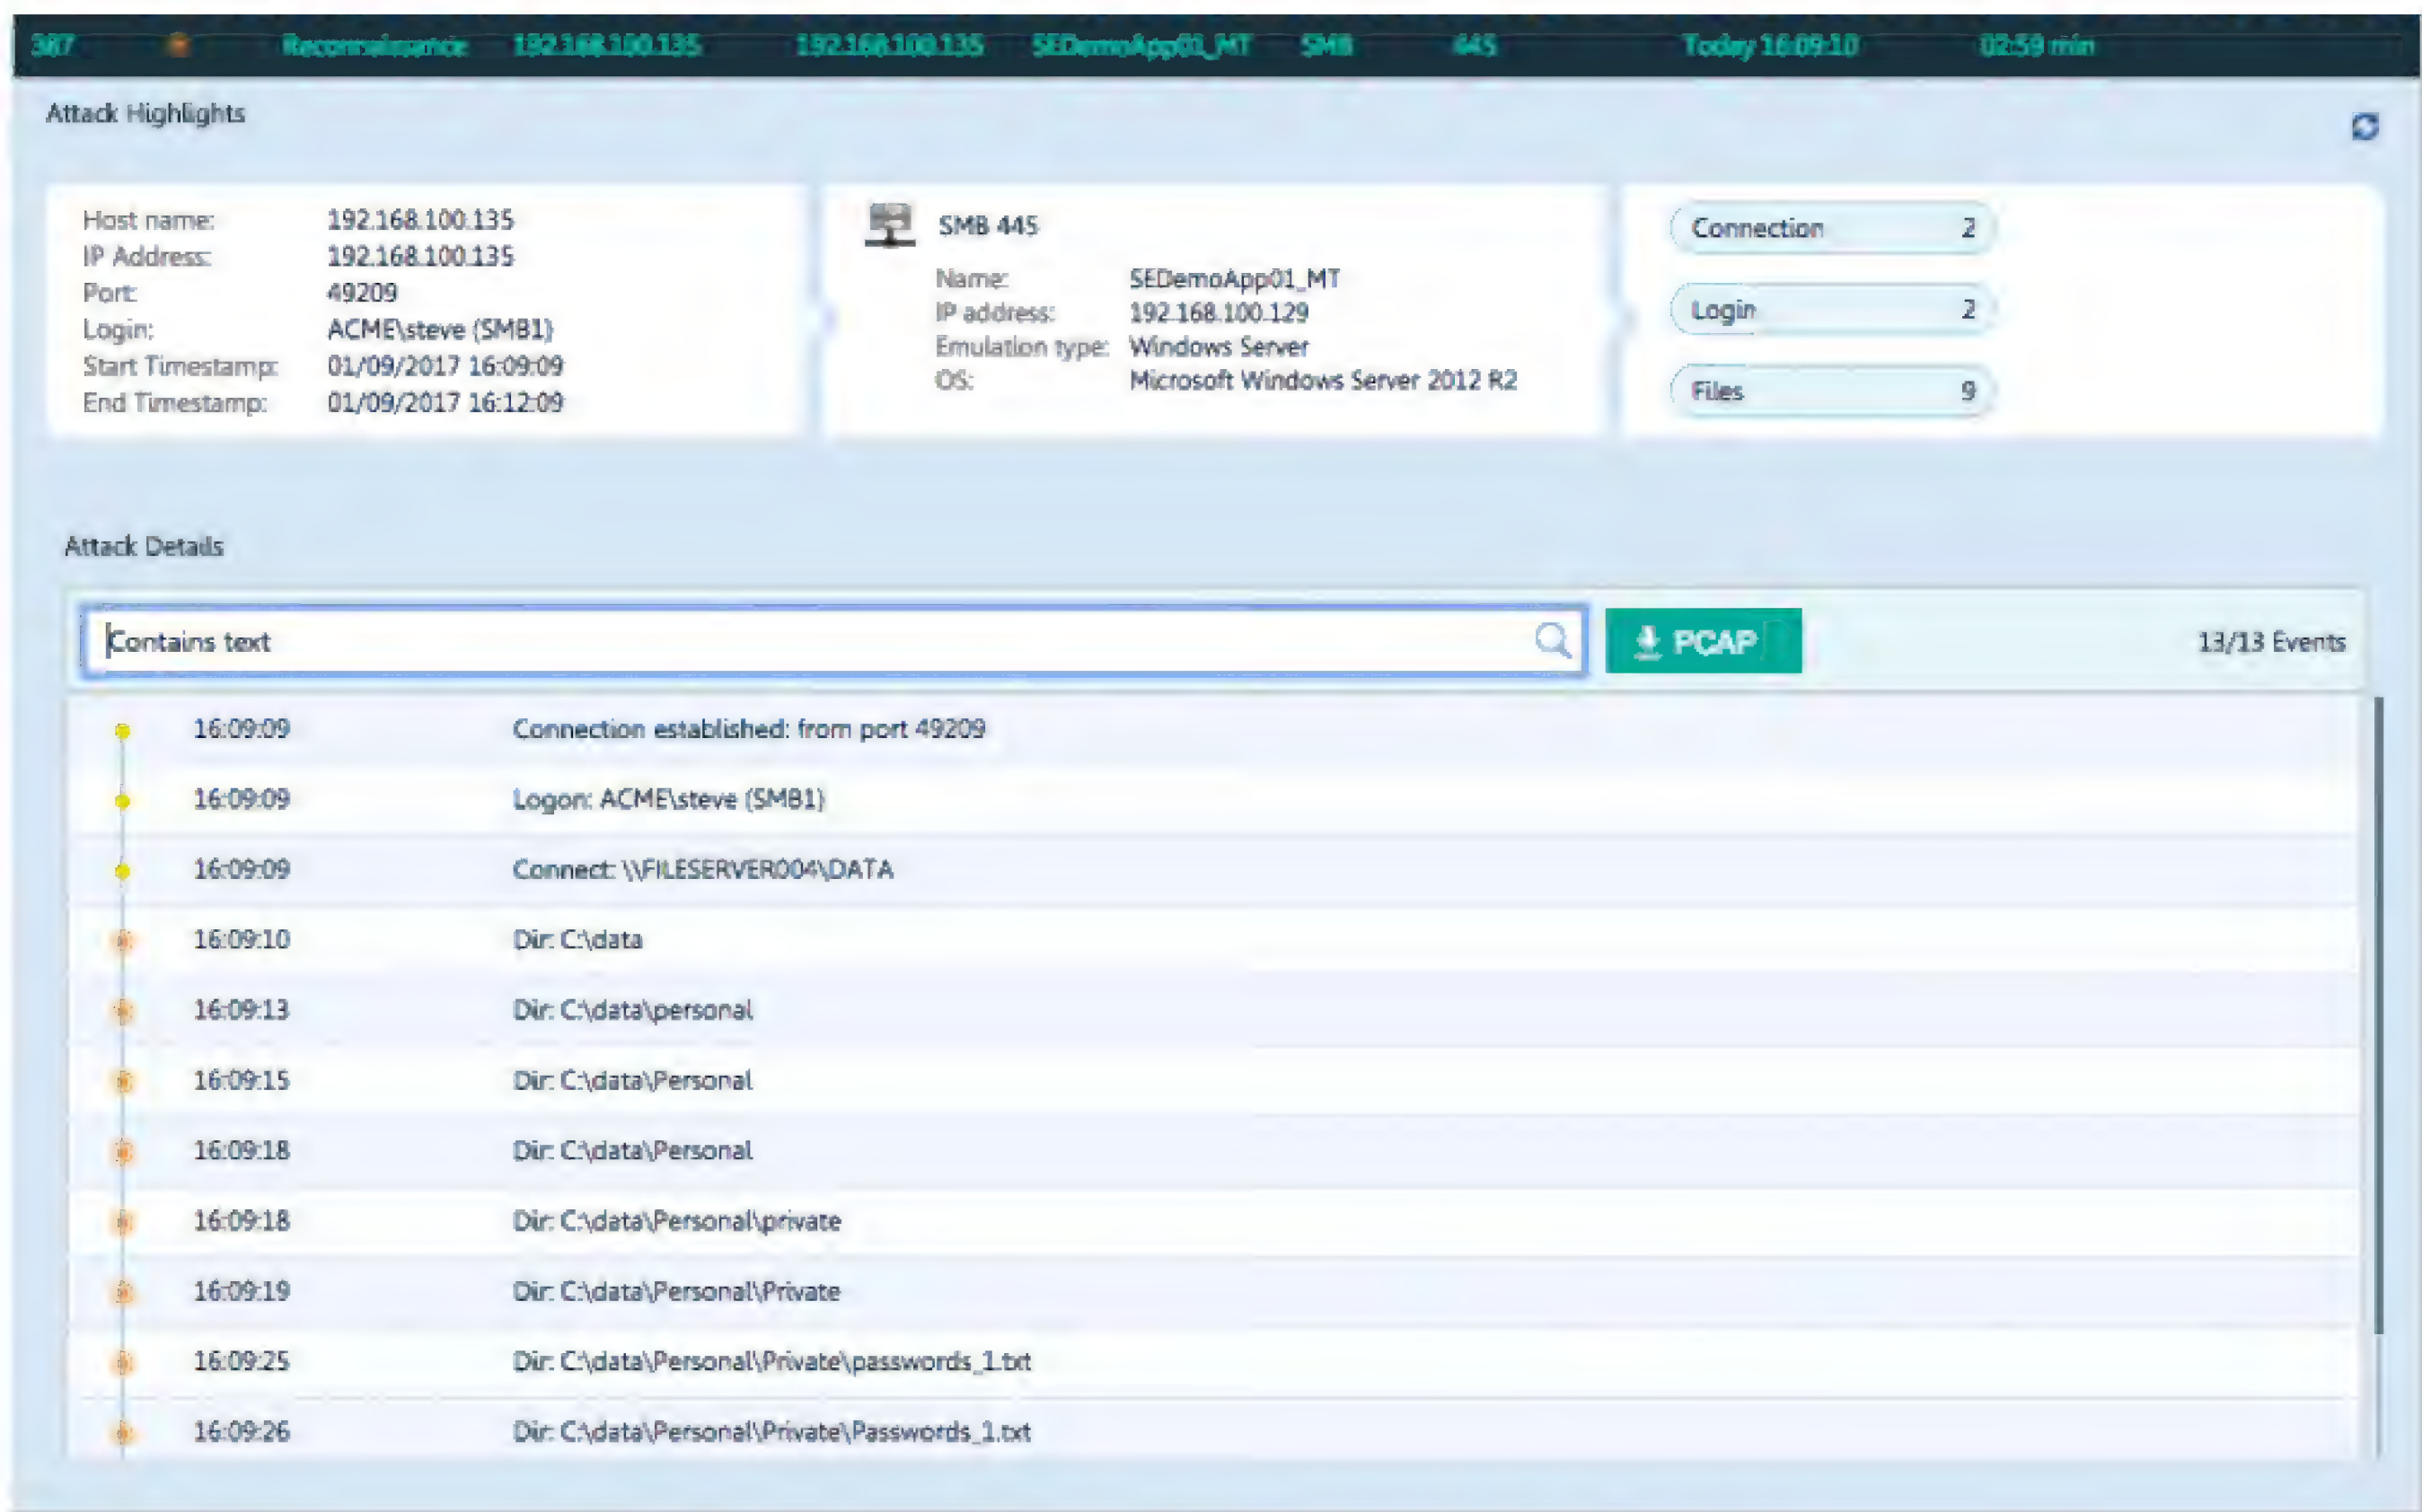 387 Reconnaissance 192.168.100.135 192.168.100.135 SEDemoApp01_MT SMB 445 Today 16:09:10 02:59 min
Attack Highlights
Host name: 192.168.100.135
IP Address: 192.168.100.135
Port: 49209
Login: ACME\steve (SMB1)
Start Timestamp: 01/09/2017 16:09:09
End Timestamp: 01/09/2017 16:12:09
SMB 445
Name: SEDemoApp01_MT
IP address: 192.168.100.129
Emulation type: Windows Server
OS: Microsoft Windows Server 2012 R2
Connection 2
Login 2
Files 9
Attack Details
Contains text
PCAP
13/13 Events
16:09:09 Connection established: from port 49209
16:09:09 Logon: ACME\steve (SMB1)
16:09:09 Connect: \\FILESERVER004\DATA
16:09:10 Dir: C:\data
16:09:13 Dir: C:\data\personal
16:09:15 Dir: C:\data\Personal
16:09:18 Dir: C:\data\Personal
16:09:18 Dir: C:\data\Personal\private
16:09:19 Dir: C:\data\Personal\Private
16:09:25 Dir: C:\data\Personal\Private\passwords_1.txt
16:09:26 Dir: C:\data\Personal\Private\Passwords_1.txt